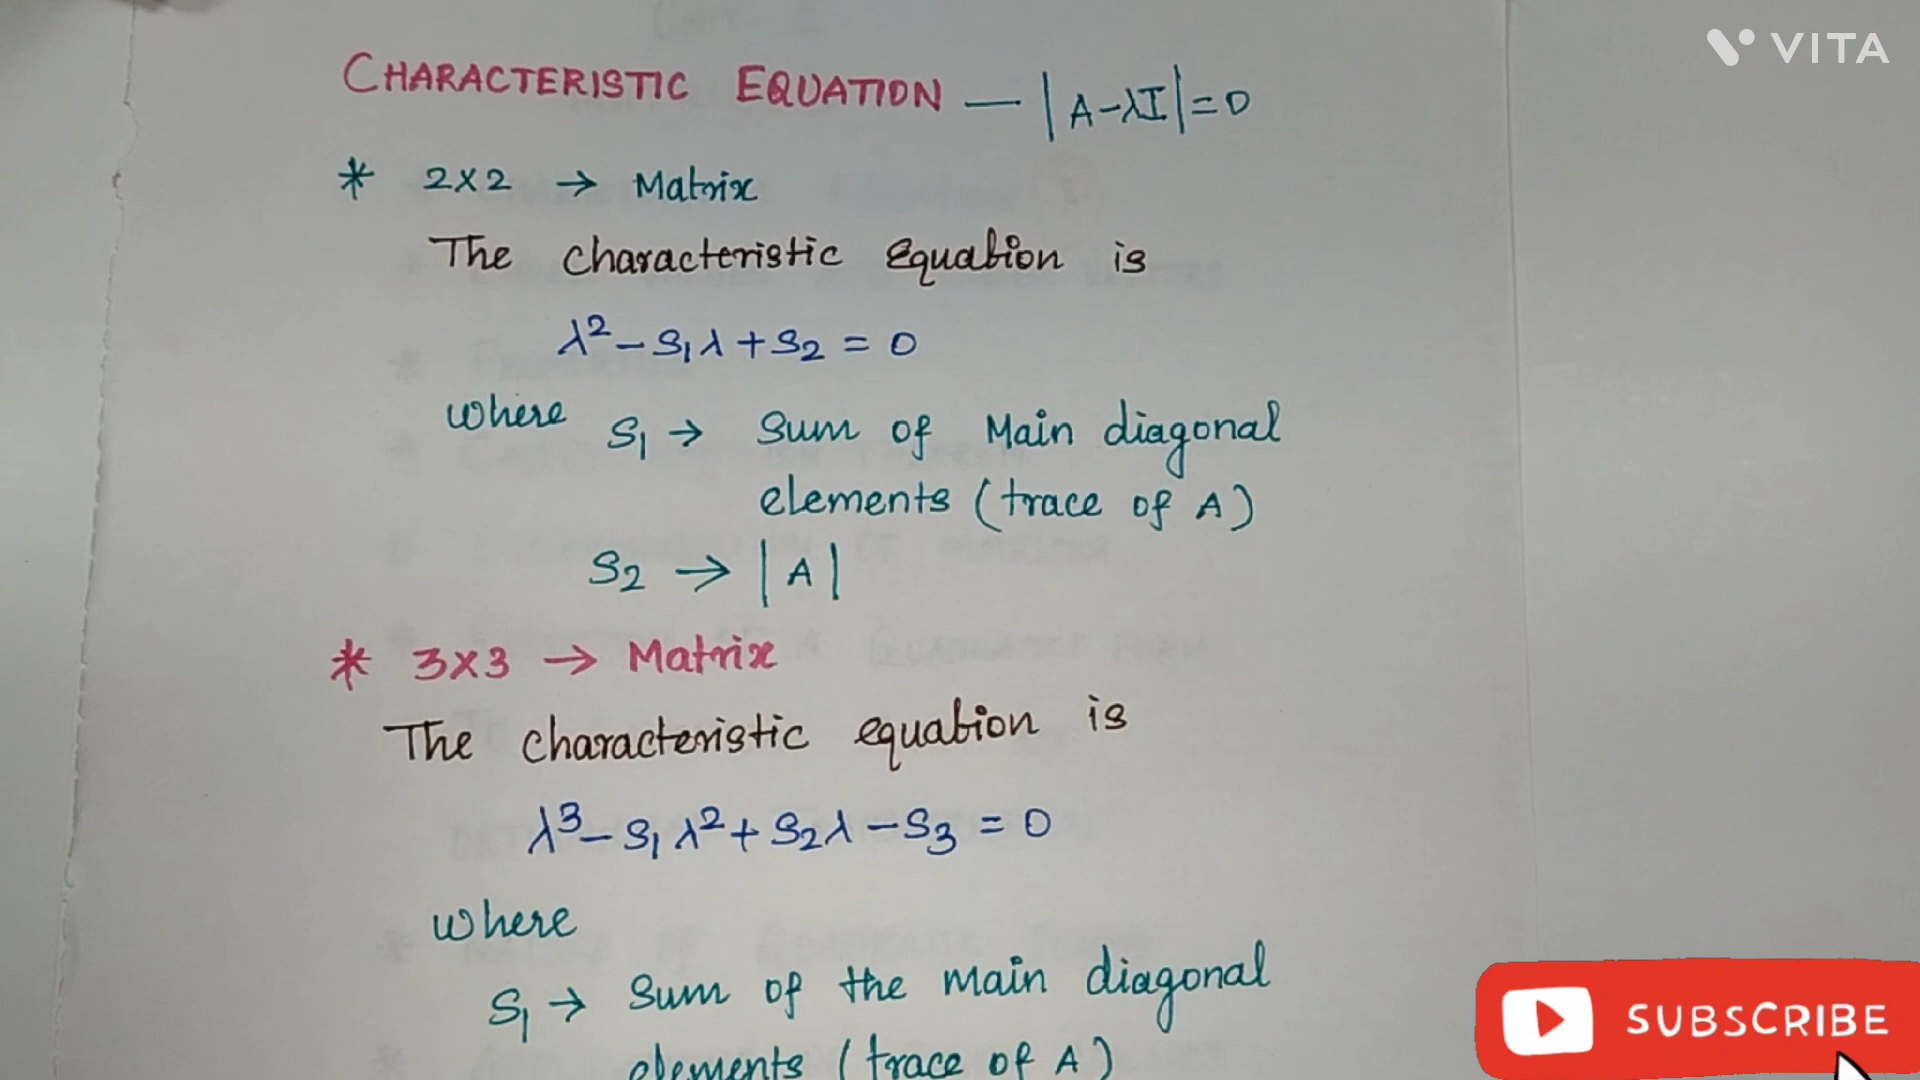 VITA
CHARACTERISTIC EQUATION — |A-λI|=0
* 2x2 → Matrix
The characteristic Equation is
λ²-S₁λ+S₂ = 0
where S₁ → Sum of Main diagonal
elements (trace of A)
S₂ → |A|
* 3x3 → Matrix
The characteristic equation is
λ³-S₁λ²+S₂λ-S₃ = 0
where
S₁ → Sum of the main diagonal
elements (trace of A)
SUBSCRIBE